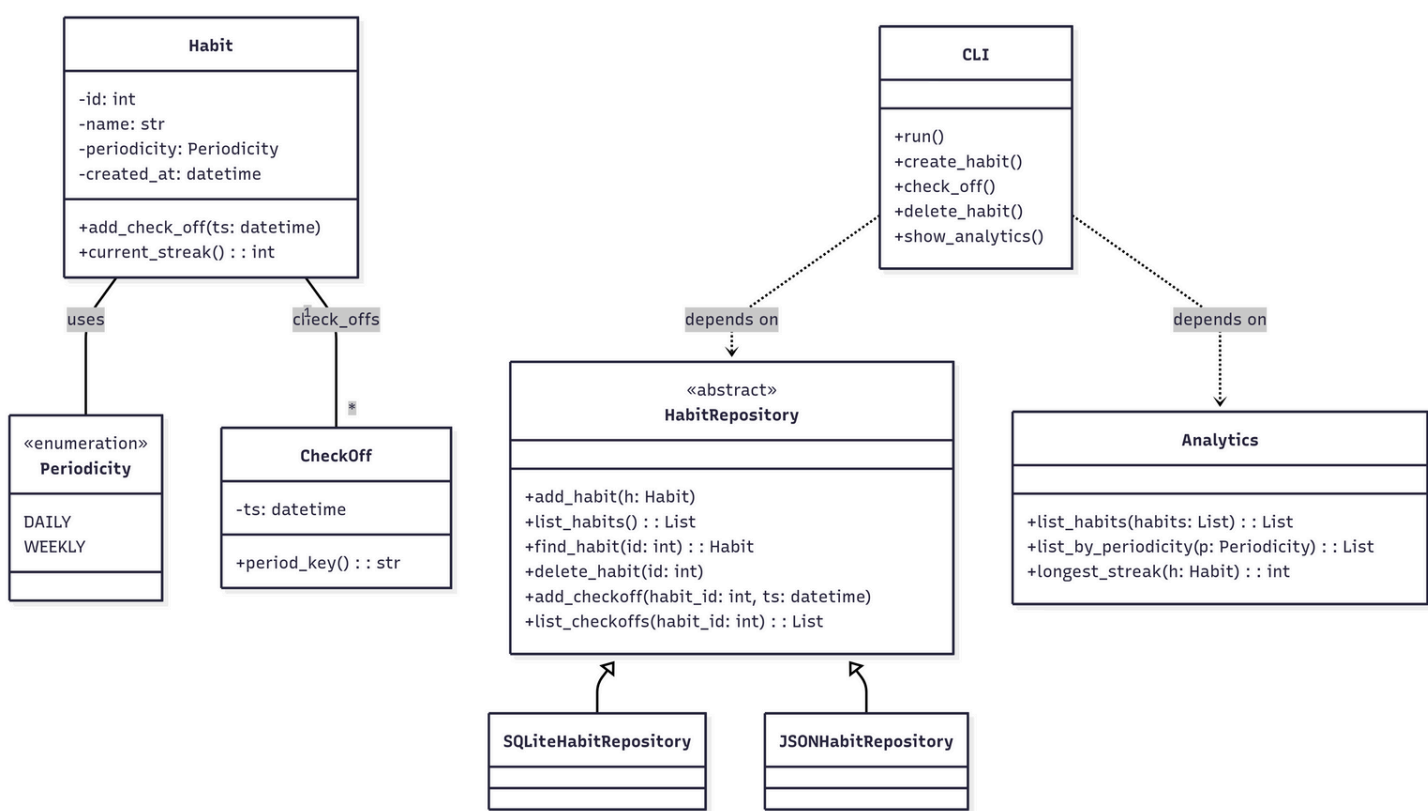 Habit
-id: int
-name: str
-periodicity: Periodicity
-created_at: datetime
+add_check_off(ts: datetime)
+current_streak() : : int
CLI
+run()
+create_habit()
+check_off()
+delete_habit()
+show_analytics()
uses
1
check_offs
*
depends on
depends on
«enumeration»
Periodicity
DAILY
WEEKLY
CheckOff
-ts: datetime
+period_key() : : str
«abstract»
HabitRepository
+add_habit(h: Habit)
+list_habits() : : List
+find_habit(id: int) : : Habit
+delete_habit(id: int)
+add_checkoff(habit_id: int, ts: datetime)
+list_checkoffs(habit_id: int) : : List
Analytics
+list_habits(habits: List) : : List
+list_by_periodicity(p: Periodicity) : : List
+longest_streak(h: Habit) : : int
SQLiteHabitRepository
JSONHabitRepository